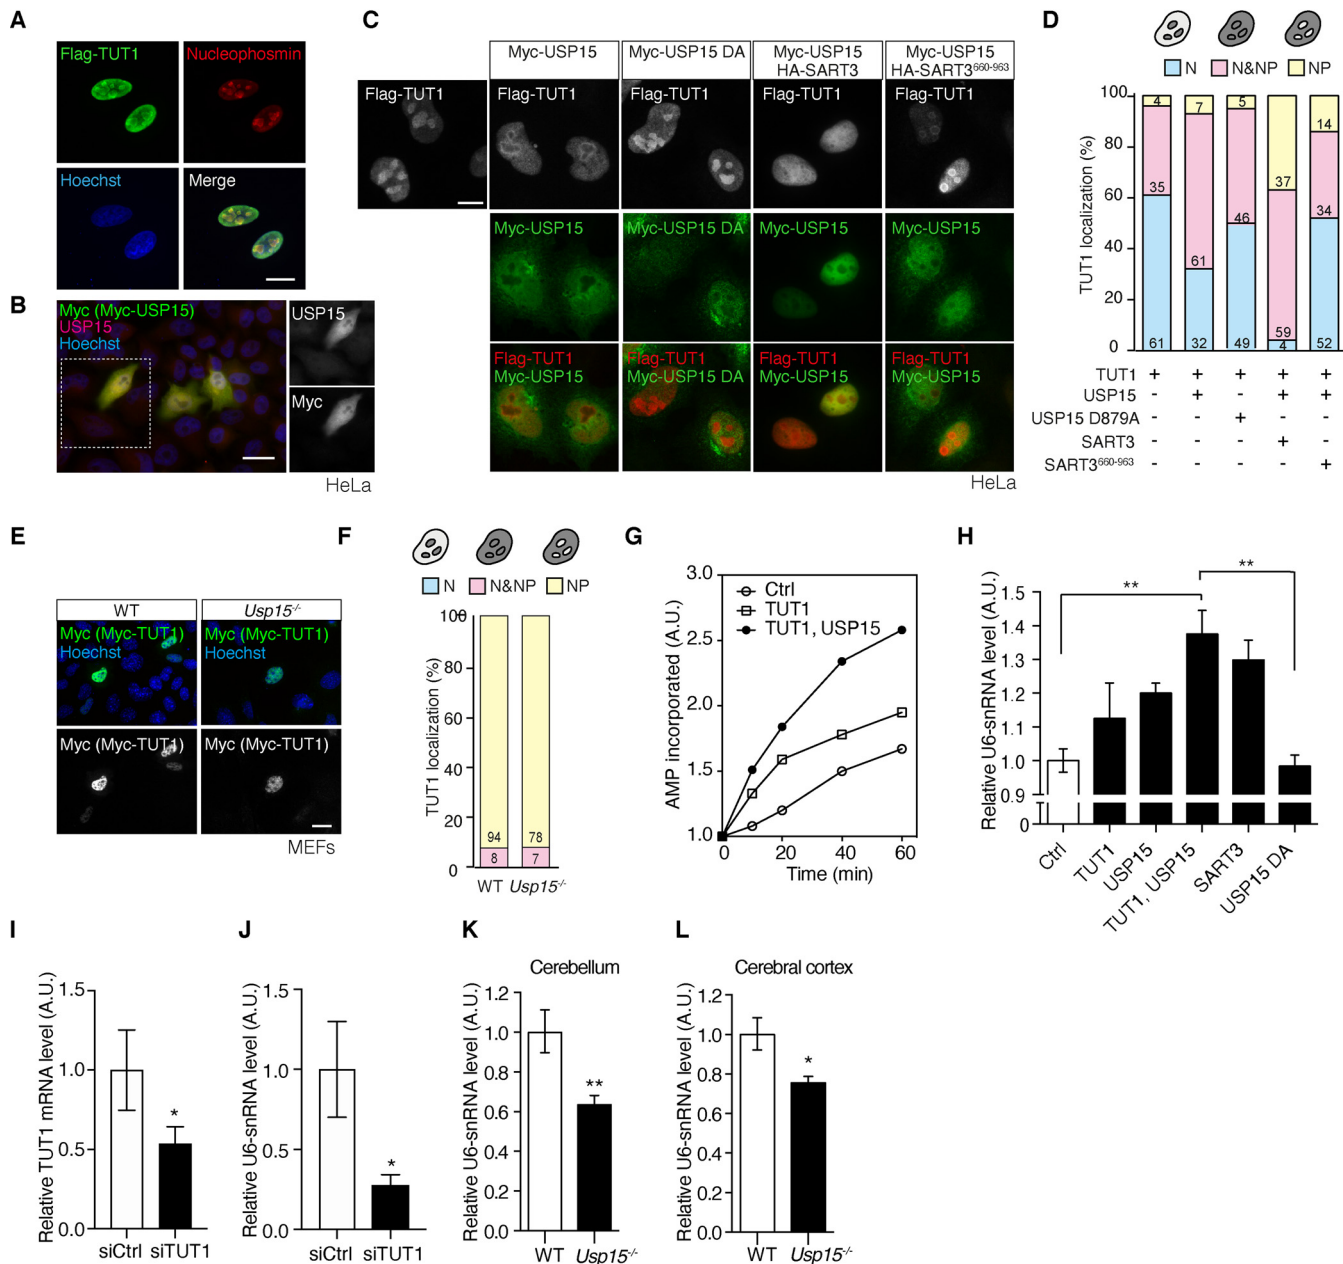 A
Flag-TUT1
Nucleophosmin
Hoechst
Merge
B
Myc (Myc-USP15)
USP15
Hoechst
USP15
Myc
HeLa
C
Myc-USP15
Myc-USP15 DA
Myc-USP15
HA-SART3
Myc-USP15
HA-SART3660-963
Flag-TUT1
Flag-TUT1
Flag-TUT1
Flag-TUT1
Flag-TUT1
Myc-USP15
Myc-USP15 DA
Myc-USP15
Myc-USP15
Flag-TUT1
Myc-USP15
Flag-TUT1
Myc-USP15 DA
Flag-TUT1
Myc-USP15
Flag-TUT1
Myc-USP15
HeLa
D
N N&NP NP
TUT1 localization (%)
100
80
60
40
20
0
4 7 5 37 14
35 61 46 59 34
61 32 49 4 52
TUT1 + + + + +
USP15 - + - + +
USP15 D879A - - + - -
SART3 - - - + -
SART3660-963 - - - - +
E
WT
Usp15-/-
Myc (Myc-TUT1)
Hoechst
Myc (Myc-TUT1)
Hoechst
Myc (Myc-TUT1)
Myc (Myc-TUT1)
MEFs
F
N N&NP NP
TUT1 localization (%)
100
80
60
40
20
0
94 78
8 7
WT Usp15-/-
G
AMP incorporated (A.U.)
3.0
2.5
2.0
1.5
1.0
Ctrl
TUT1
TUT1, USP15
0 20 40 60
Time (min)
H
Relative U6-snRNA level (A.U.)
1.5
1.4
1.3
1.2
1.1
1.0
0.9
0
** **
Ctrl
TUT1
USP15
TUT1, USP15
SART3
USP15 DA
I
Relative TUT1 mRNA level (A.U.)
1.5
1.0
0.5
0.0
*
siCtrl siTUT1
J
Relative U6-snRNA level (A.U.)
1.5
1.0
0.5
0.0
*
siCtrl siTUT1
K
Cerebellum
Relative U6-snRNA level (A.U.)
1.2
1.0
0.8
0.6
0.4
0.2
0.0
**
WT Usp15-/-
L
Cerebral cortex
Relative U6-snRNA level (A.U.)
1.2
1.0
0.8
0.6
0.4
0.2
0.0
*
WT Usp15-/-